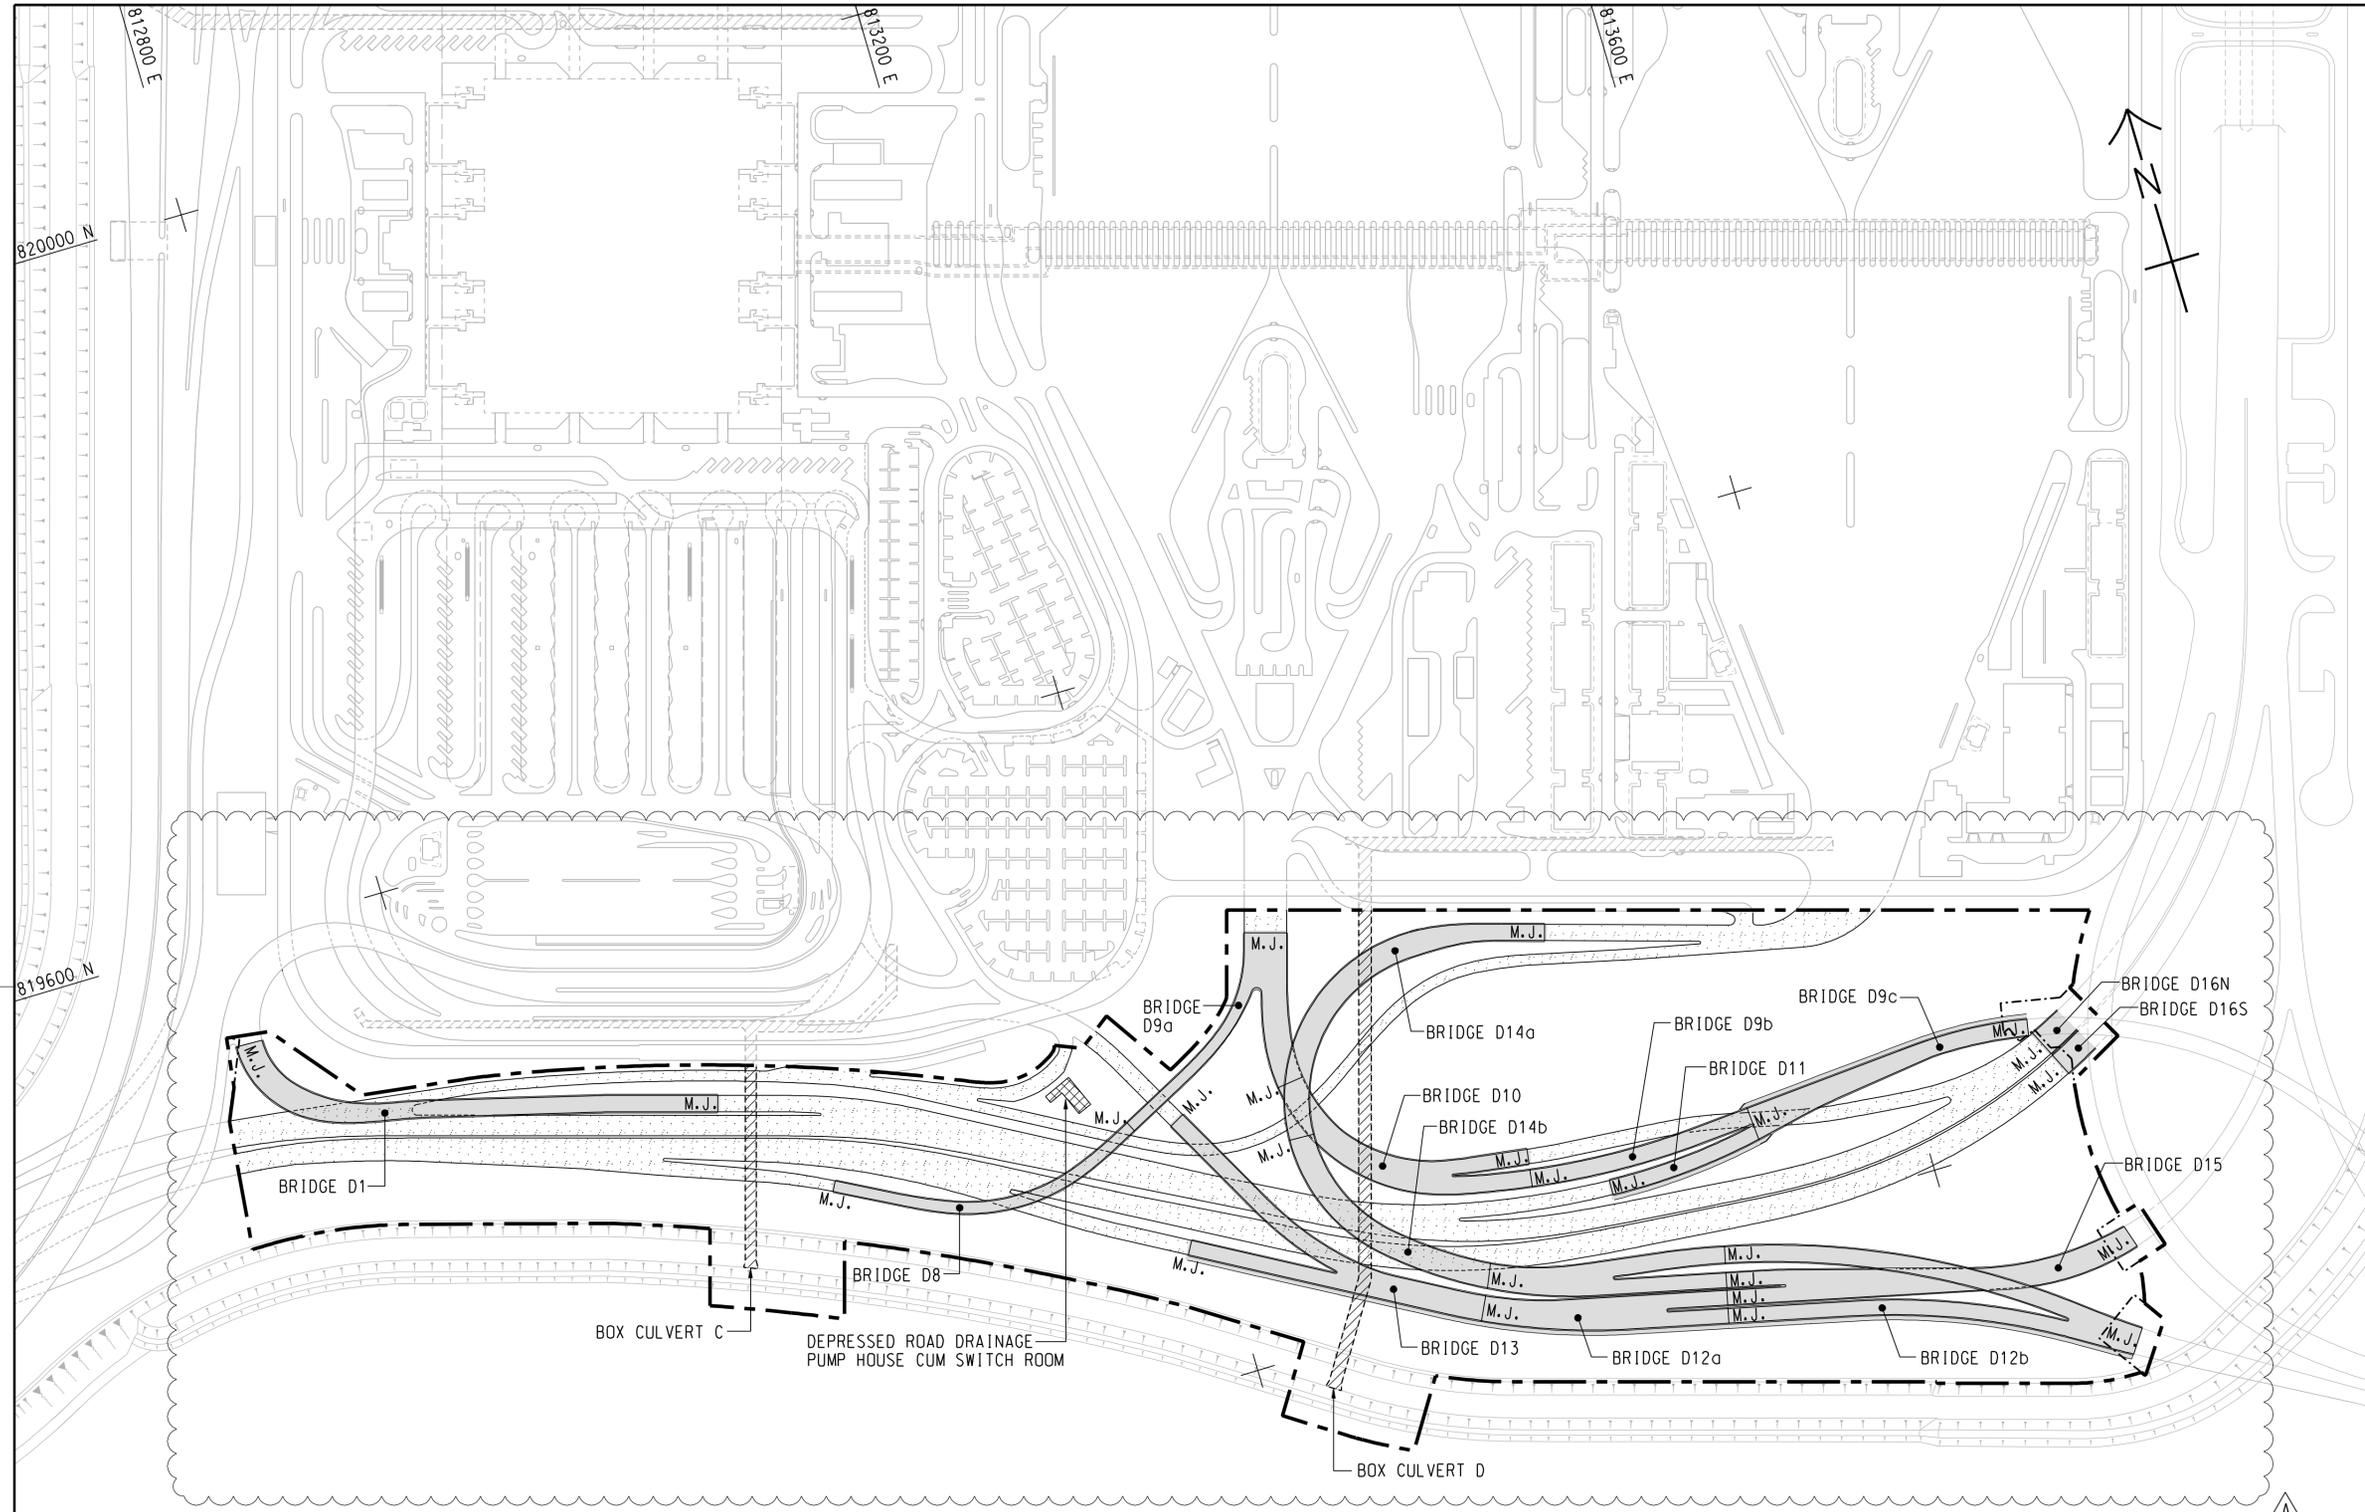 812800 E
813200 E
813600 E
N
820000 N
819600 N
M.J.
M.J.
BRIDGE D16N
BRIDGE D16S
BRIDGE D9c
BRIDGE
D9a
BRIDGE D9b
BRIDGE D14a
M.J.
M.J.
M.J.
M.J.
BRIDGE D11
BRIDGE D10
M.J.
M.J.
M.J.
M.J.
M.J.
BRIDGE D14b
M.J.
M.J.
M.J.
BRIDGE D15
BRIDGE D1
M.J.
M.J.
M.J.
M.J.
M.J.
BRIDGE D8
M.J.
M.J.
M.J.
M.J.
M.J.
BOX CULVERT C
DEPRESSED ROAD DRAINAGE
PUMP HOUSE CUM SWITCH ROOM
BRIDGE D13
BRIDGE D12a
BRIDGE D12b
BOX CULVERT D
A